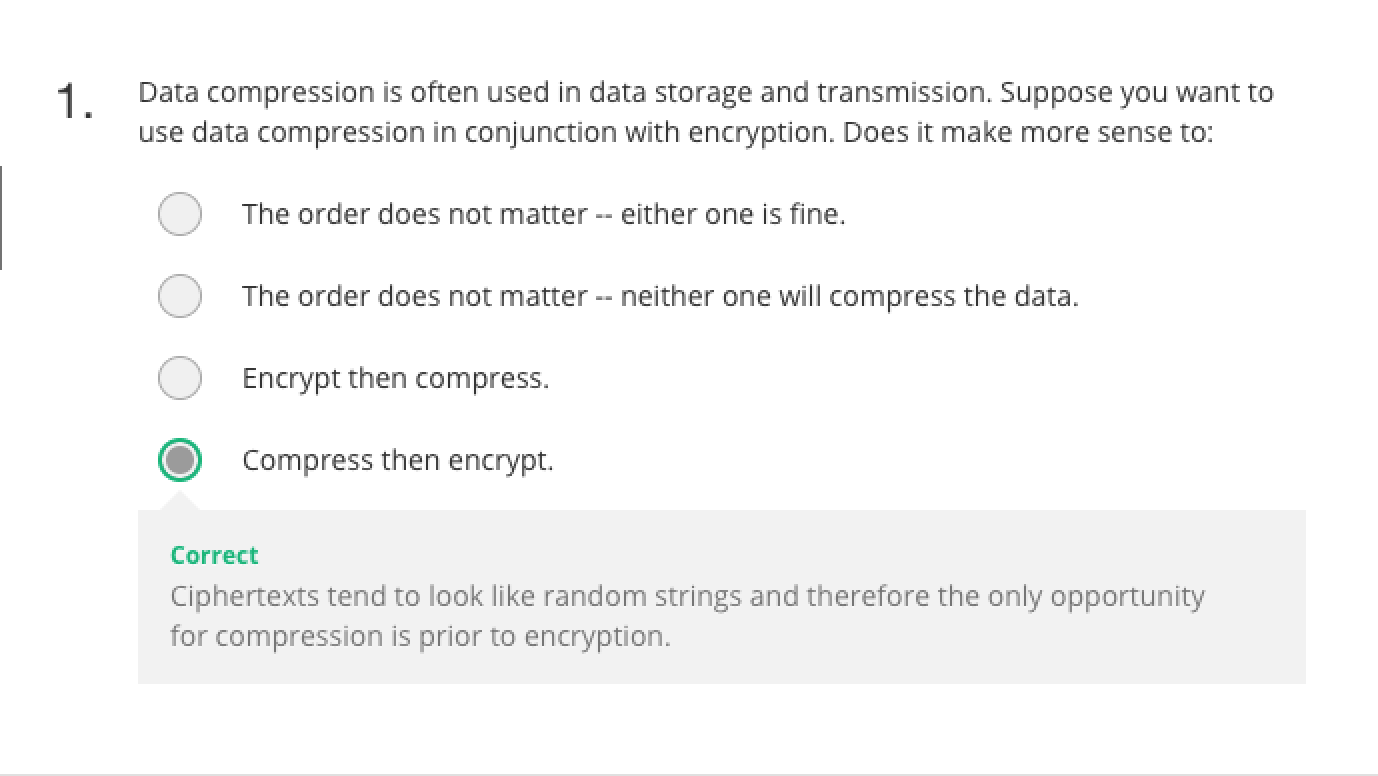 1. Data compression is often used in data storage and transmission. Suppose you want to
use data compression in conjunction with encryption. Does it make more sense to:
The order does not matter -- either one is fine.
The order does not matter -- neither one will compress the data.
Encrypt then compress.
Compress then encrypt.
Correct
Ciphertexts tend to look like random strings and therefore the only opportunity
for compression is prior to encryption.